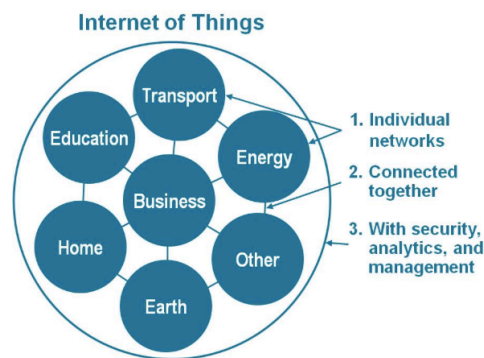 Internet of Things
Transport
Education
Energy
Business
Home
Other
Earth
1. Individual
networks
2. Connected
together
3. With security,
analytics, and
management